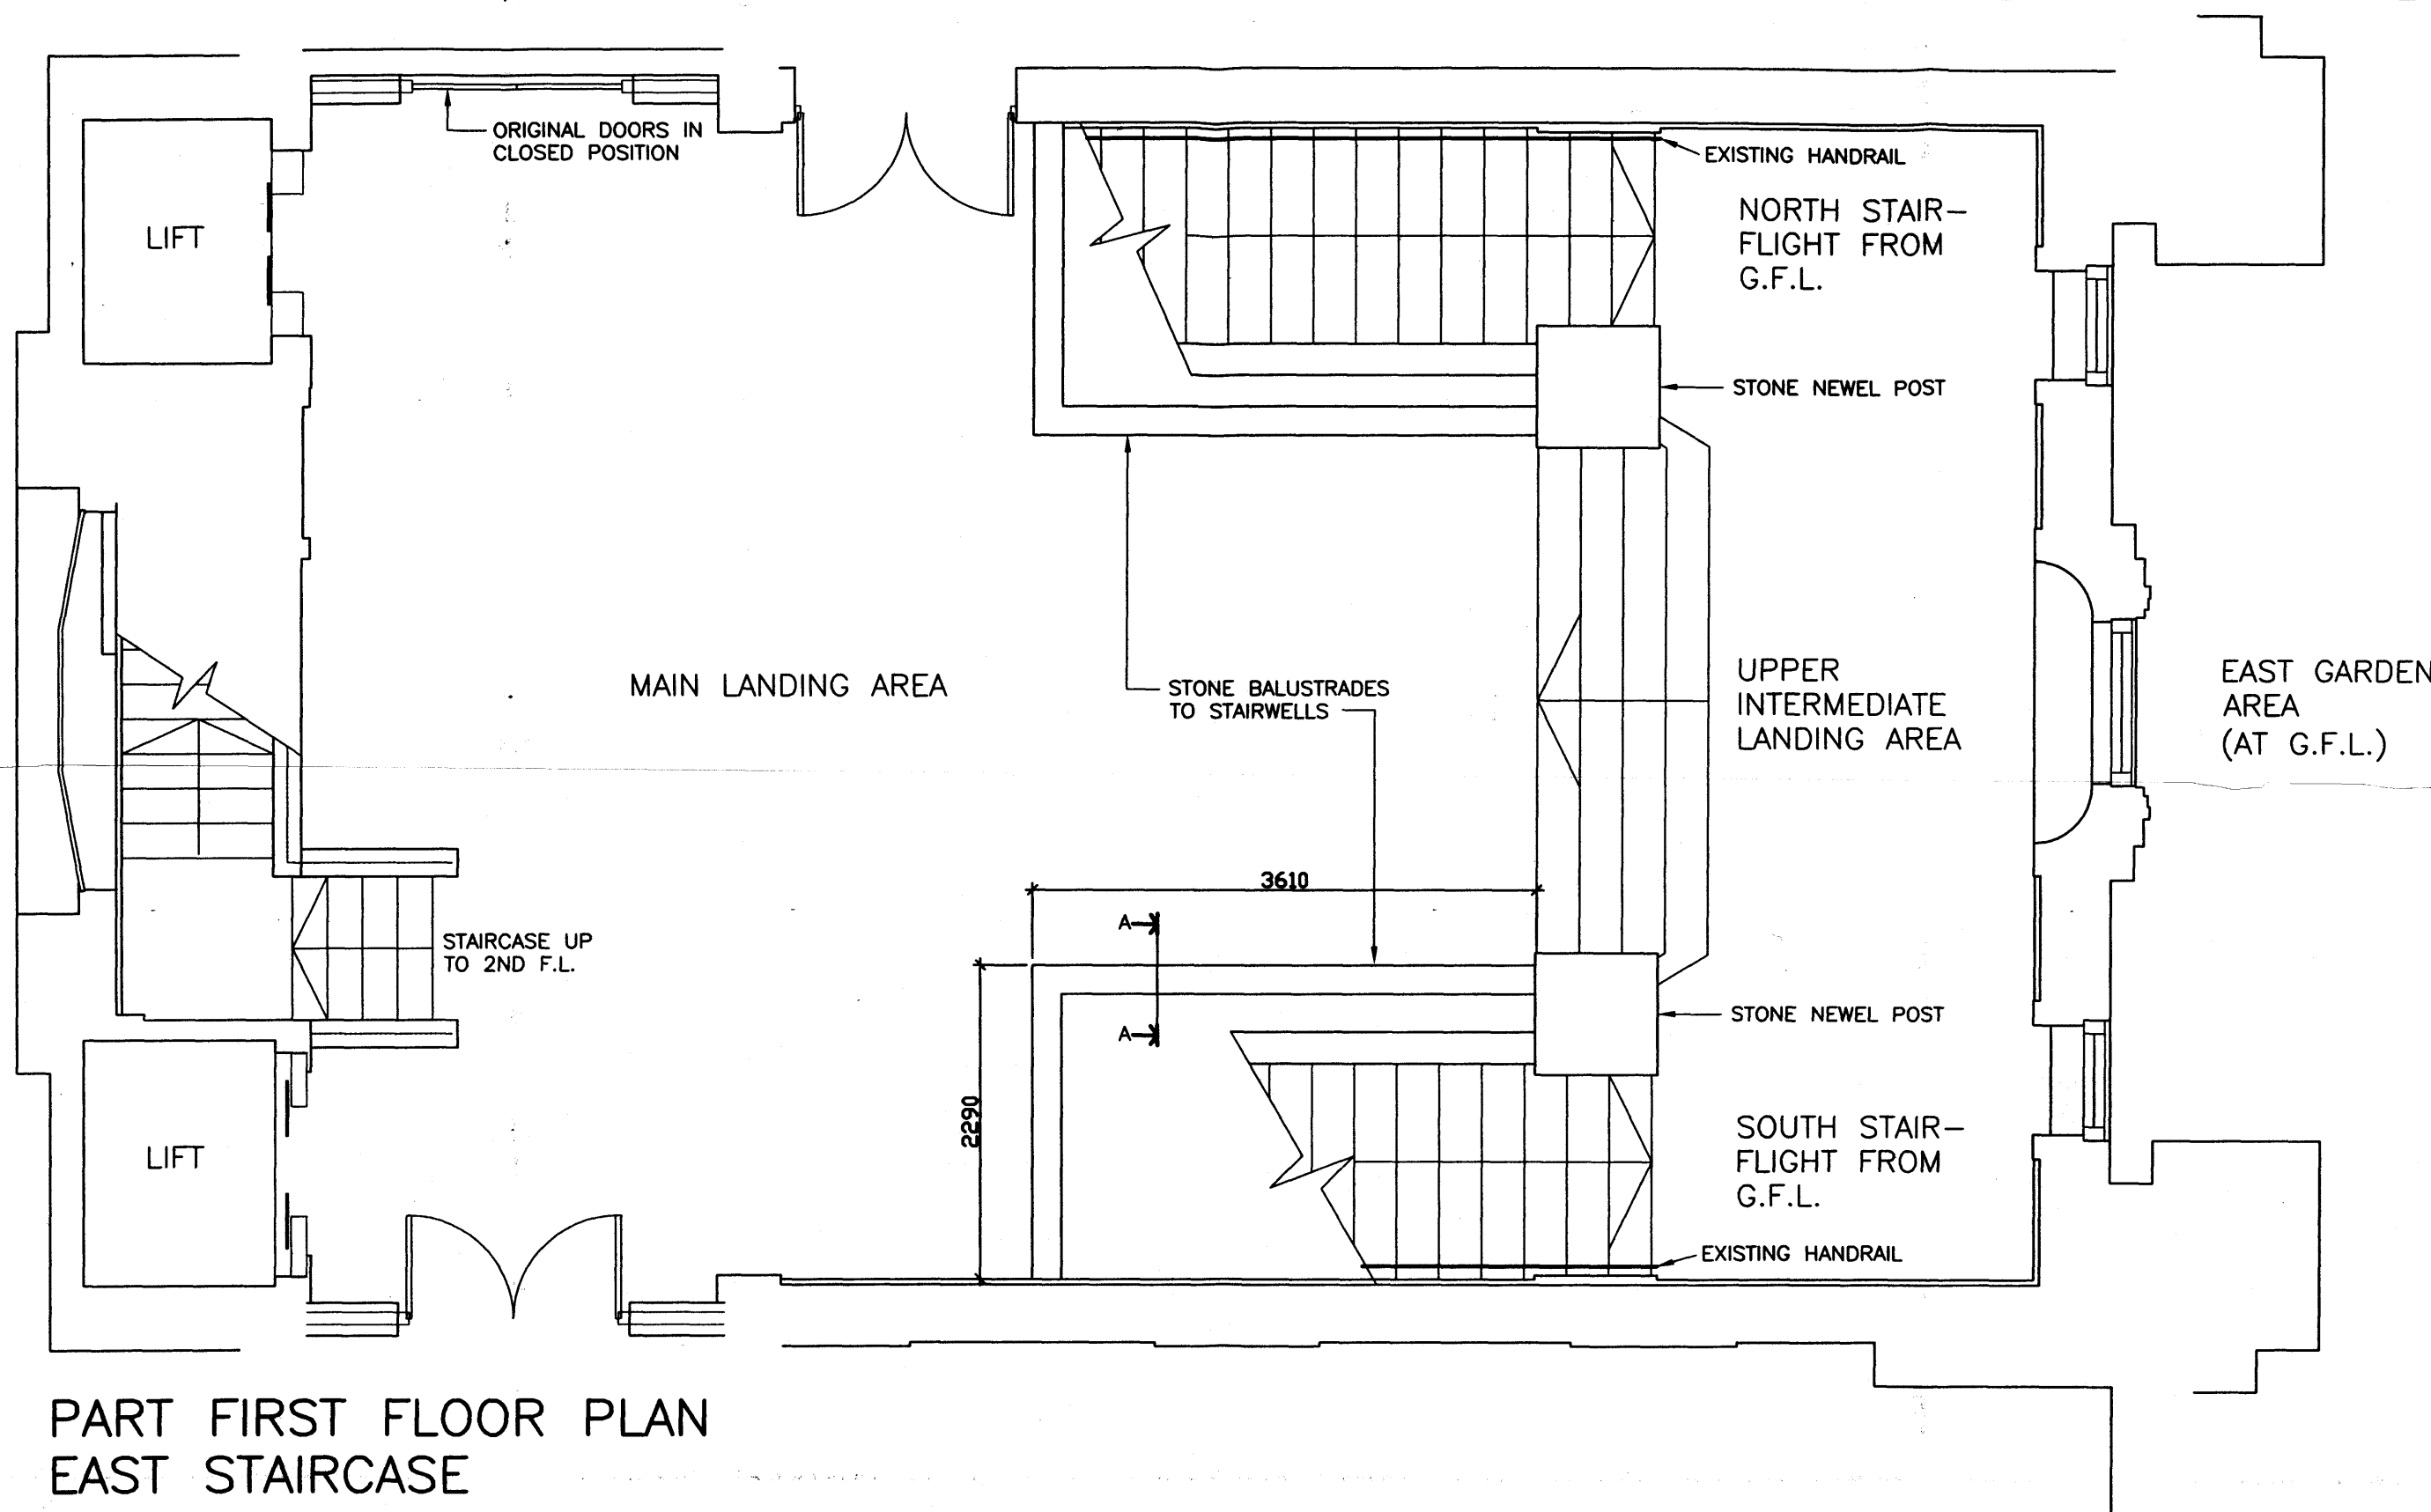 ORIGINAL DOORS IN
CLOSED POSITION
EXISTING HANDRAIL
LIFT
NORTH STAIR-
FLIGHT FROM
G.F.L.
STONE NEWEL POST
MAIN LANDING AREA
STONE BALUSTRADES
TO STAIRWELLS
UPPER
INTERMEDIATE
LANDING AREA
EAST GARDEN
AREA
(AT G.F.L.)
3610
A
A
STAIRCASE UP
TO 2ND F.L.
STONE NEWEL POST
2290
LIFT
SOUTH STAIR-
FLIGHT FROM
G.F.L.
EXISTING HANDRAIL
PART FIRST FLOOR PLAN
EAST STAIRCASE